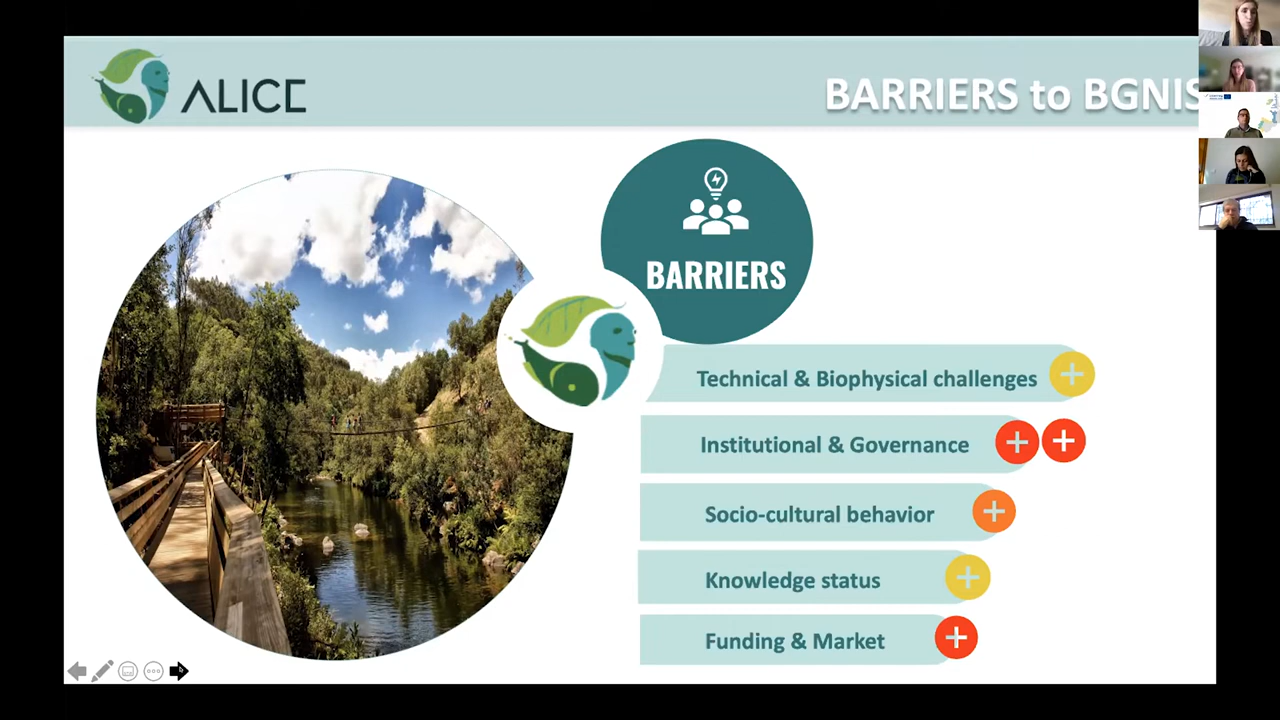 ALICE
BARRIERS to BGNIS
BARRIERS
Technical & Biophysical challenges
Institutional & Governance
Socio-cultural behavior
Knowledge status
Funding & Market